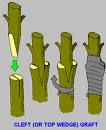 CLEFT (OR TOP WEDGE) GRAFT